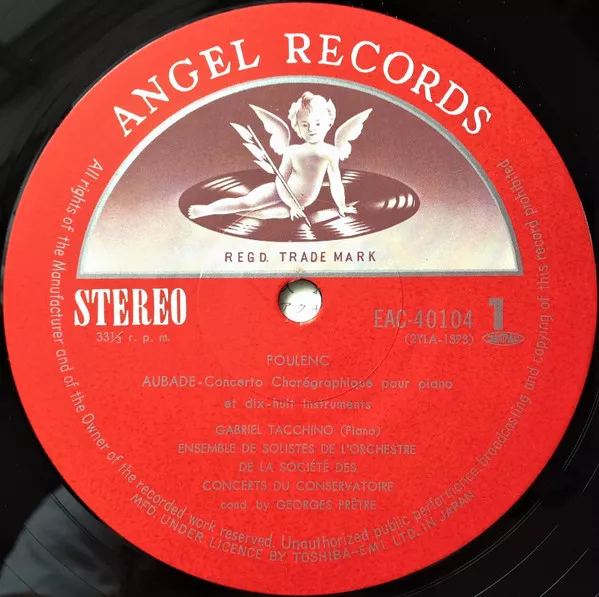 ANGEL RECORDS
REGD. TRADE MARK
STEREO
33⅓ r. p. m.
EAC-40104
(2YLA-1393)
1
POULENC
AUBADE-Concerto Chorégraphique pour piano
et dix-huit instruments
GABRIEL TACCHINO (Piano)
ENSEMBLE DE SOLISTES DE L'ORCHESTRE
DE LA SOCIÉTÉ DES
CONCERTS DU CONSERVATOIRE
cond. by GEORGES PRÊTRE
All rights of the Manufacturer and of the Owner of the recorded work reserved. Unauthorized public performance, broadcasting and copying of this record prohibited
MFD. UNDER LICENCE BY TOSHIBA-EMI LTD. IN JAPAN